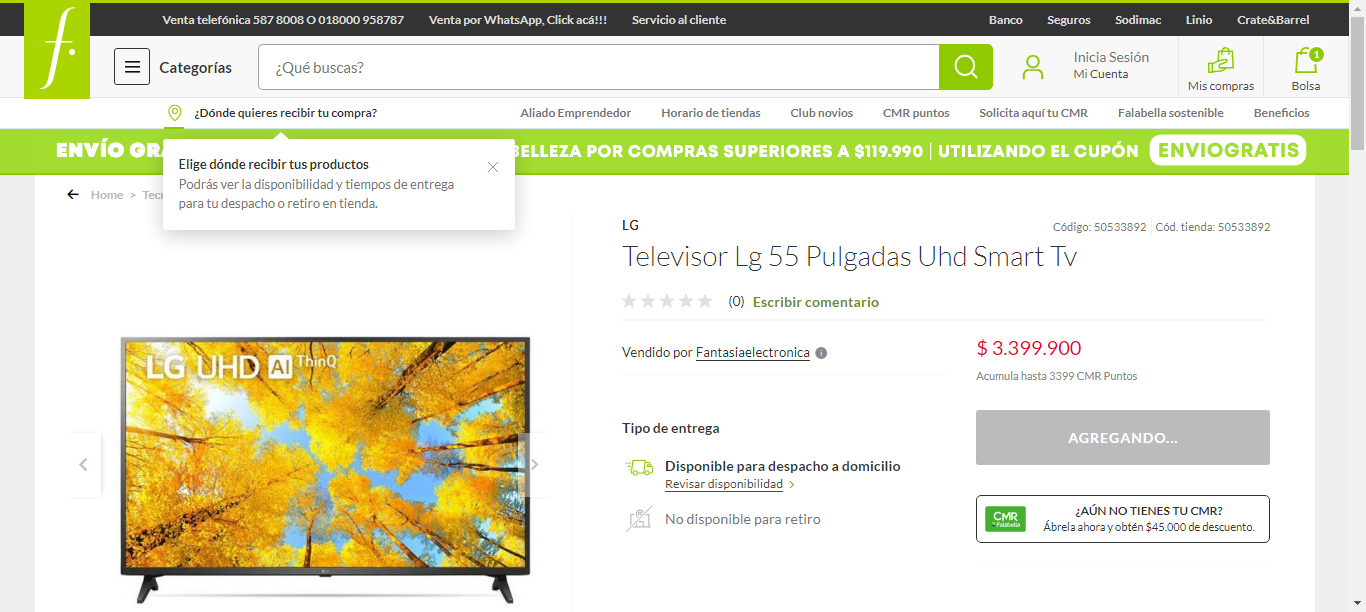 Venta telefónica 587 8008 O 018000 958787
Venta por WhatsApp, Click acá!!!
Servicio al cliente
Banco
Seguros
Sodimac
Linio
Crate&Barrel
f.
Categorías
¿Qué buscas?
Inicia Sesión
Mi Cuenta
Mis compras
1
Bolsa
¿Dónde quieres recibir tu compra?
Aliado Emprendedor
Horario de tiendas
Club novios
CMR puntos
Solicita aquí tu CMR
Falabella sostenible
Beneficios
ENVÍO
BELLEZA POR COMPRAS SUPERIORES A $119.990 | UTILIZANDO EL CUPÓN
ENVIOGRATIS
Elige dónde recibir tus productos
Podrás ver la disponibilidad y tiempos de entrega
para tu despacho o retiro en tienda.
Home >
LG
Código: 50533892
Cód. tienda: 50533892
Televisor Lg 55 Pulgadas Uhd Smart Tv
(0) Escribir comentario
LG UHD AI ThinQ
Vendido por Fantasiaelectronica
$ 3.399.900
Acumula hasta 3399 CMR Puntos
AGREGANDO...
Tipo de entrega
Disponible para despacho a domicilio
Revisar disponibilidad >
No disponible para retiro
CMR
Falabella
¿AÚN NO TIENES TU CMR?
Ábrela ahora y obtén $45.000 de descuento.